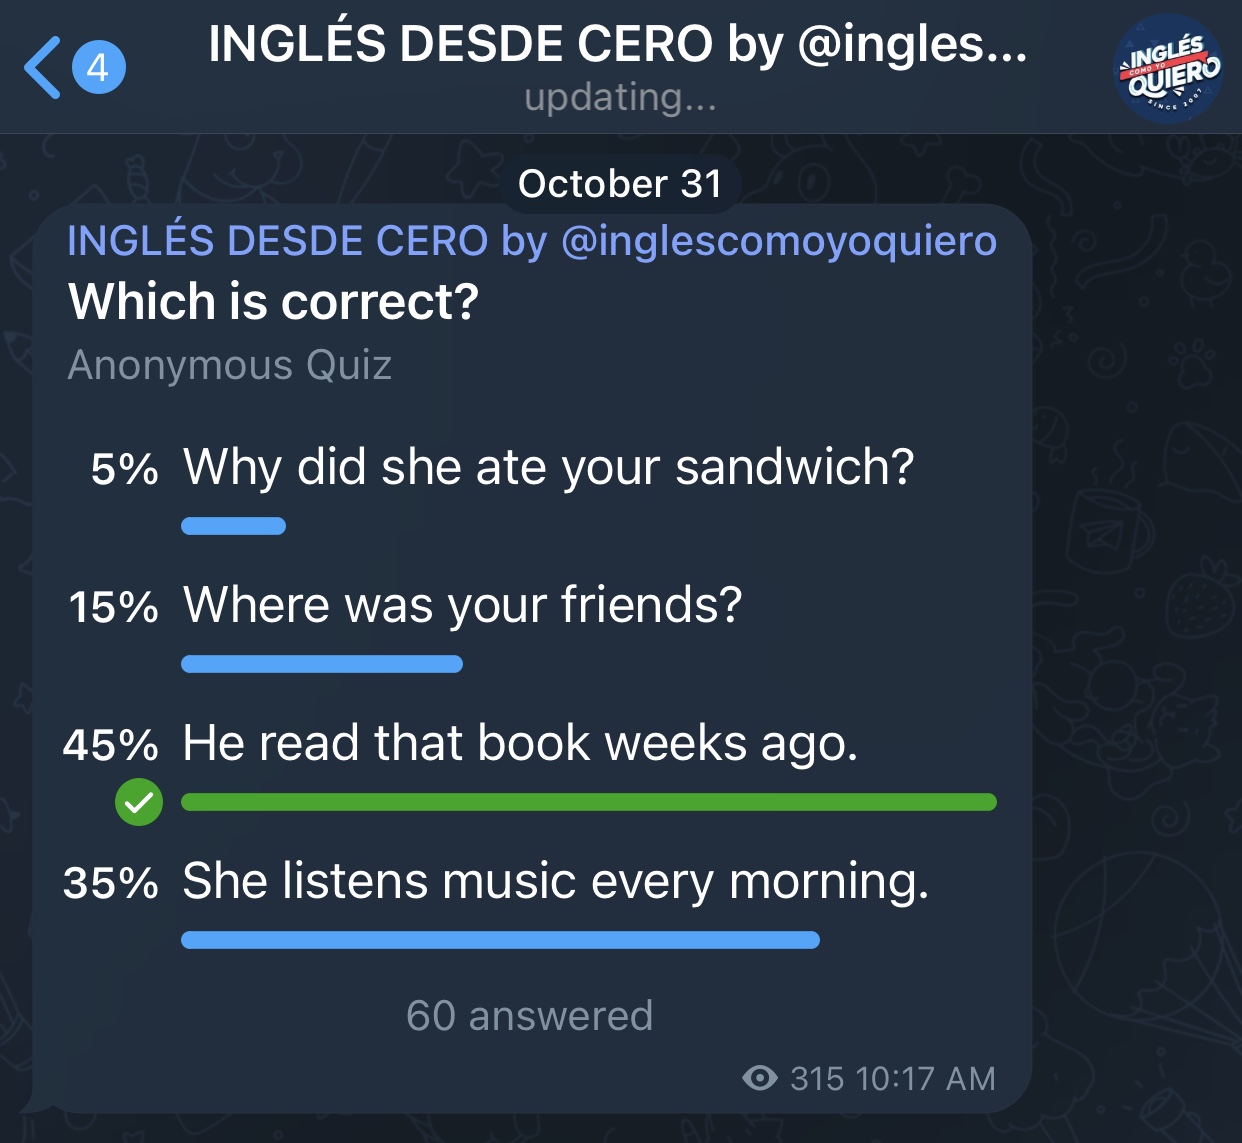 4
INGLÉS DESDE CERO by @ingles...
updating...
INGLÉS
COMO YO
QUIERO
SINCE 2007
October 31
INGLÉS DESDE CERO by @inglescomoyoquiero
Which is correct?
Anonymous Quiz
5% Why did she ate your sandwich?
15% Where was your friends?
45% He read that book weeks ago.
35% She listens music every morning.
60 answered
315 10:17 AM